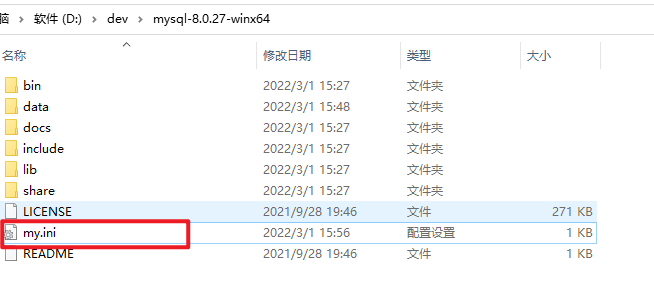 脑 > 软件 (D:) > dev > mysql-8.0.27-winx64
名称 修改日期 类型 大小
bin 2022/3/1 15:27 文件夹
data 2022/3/1 15:48 文件夹
docs 2022/3/1 15:27 文件夹
include 2022/3/1 15:27 文件夹
lib 2022/3/1 15:27 文件夹
share 2022/3/1 15:27 文件夹
LICENSE 2021/9/28 19:46 文件 271 KB
my.ini 2022/3/1 15:56 配置设置 1 KB
README 2021/9/28 19:46 文件 1 KB